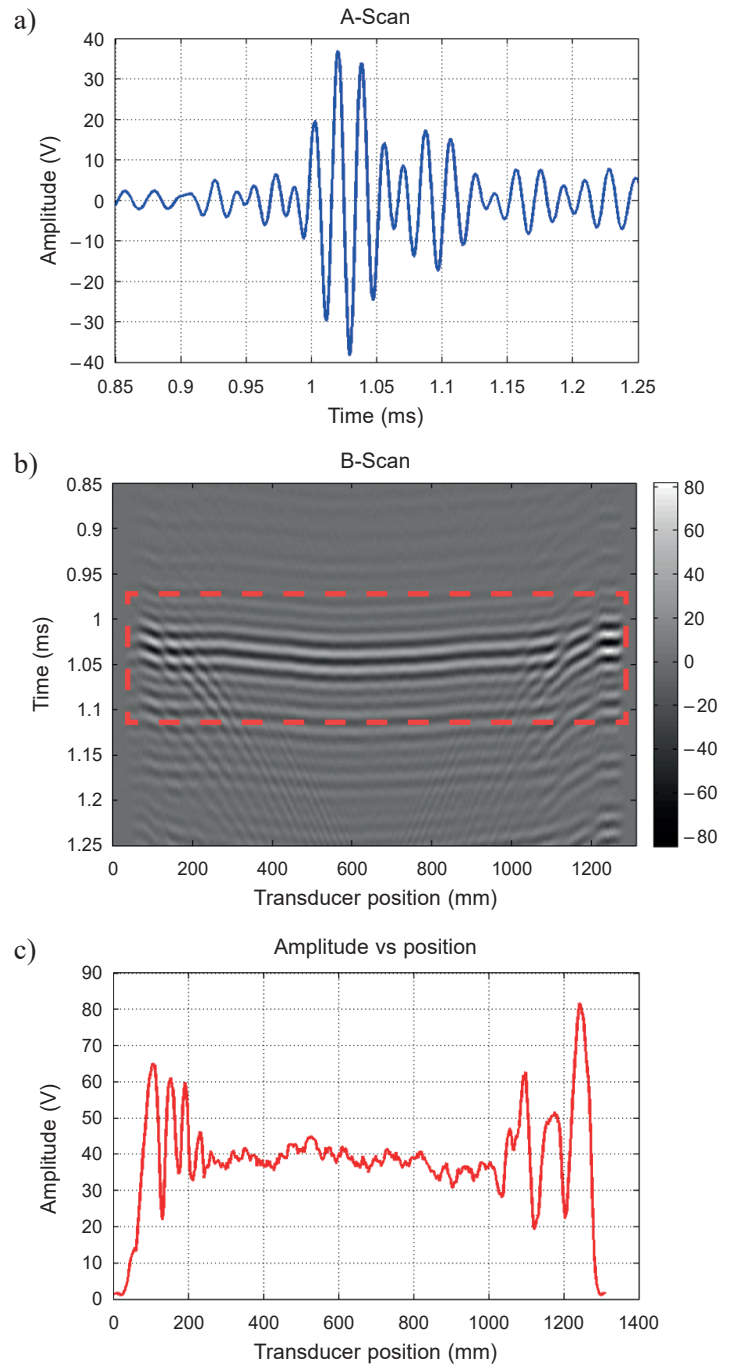 a)
A-Scan
40
30
20
10
0
−10
−20
−30
−40
Amplitude (V)
0.85 0.9 0.95 1 1.05 1.1 1.15 1.2 1.25
Time (ms)
b)
B-Scan
0.85
0.9
0.95
1
1.05
1.1
1.15
1.2
1.25
Time (ms)
80
60
40
20
0
−20
−40
−60
−80
0 200 400 600 800 1000 1200
Transducer position (mm)
c)
Amplitude vs position
90
80
70
60
50
40
30
20
10
0
Amplitude (V)
0 200 400 600 800 1000 1200 1400
Transducer position (mm)